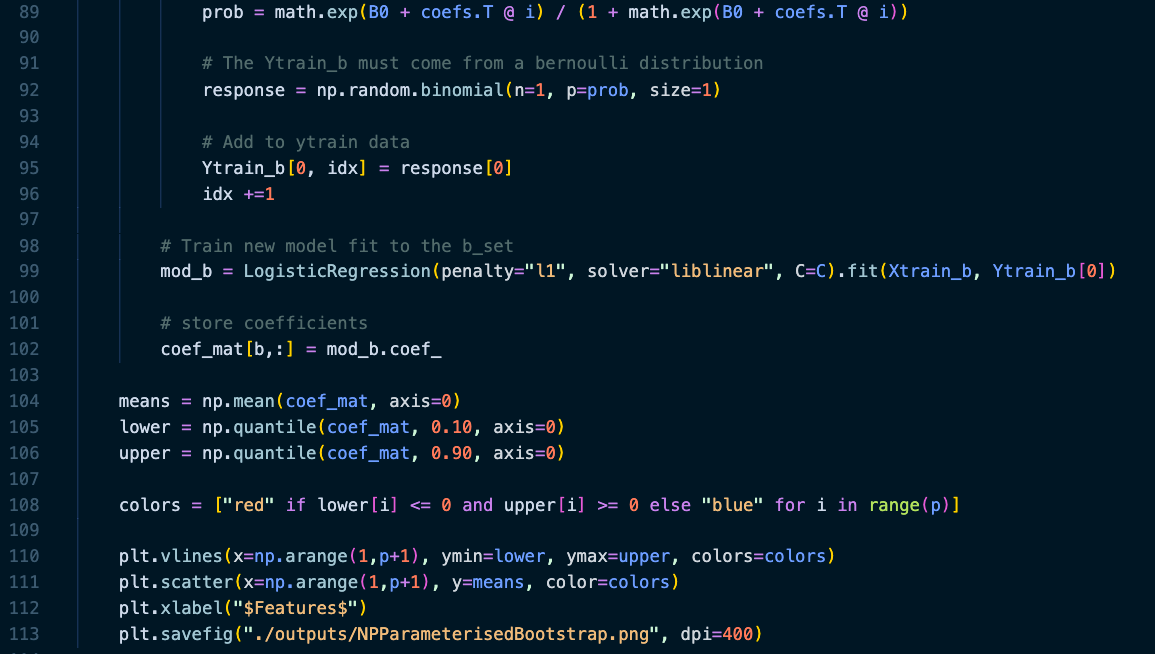 89 prob = math.exp(B0 + coefs.T @ i) / (1 + math.exp(B0 + coefs.T @ i))
90
91 # The Ytrain_b must come from a bernoulli distribution
92 response = np.random.binomial(n=1, p=prob, size=1)
93
94 # Add to ytrain data
95 Ytrain_b[0, idx] = response[0]
96 idx +=1
97
98 # Train new model fit to the b_set
99 mod_b = LogisticRegression(penalty="l1", solver="liblinear", C=C).fit(Xtrain_b, Ytrain_b[0])
100
101 # store coefficients
102 coef_mat[b,:] = mod_b.coef_
103
104 means = np.mean(coef_mat, axis=0)
105 lower = np.quantile(coef_mat, 0.10, axis=0)
106 upper = np.quantile(coef_mat, 0.90, axis=0)
107
108 colors = ["red" if lower[i] <= 0 and upper[i] >= 0 else "blue" for i in range(p)]
109
110 plt.vlines(x=np.arange(1,p+1), ymin=lower, ymax=upper, colors=colors)
111 plt.scatter(x=np.arange(1,p+1), y=means, color=colors)
112 plt.xlabel("$Features$")
113 plt.savefig("./outputs/NPParameterisedBootstrap.png", dpi=400)